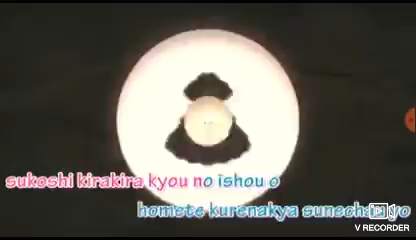 sukoshi kirakira kyou no ishou o
homete kurenakya sunechau yo
V RECORDER